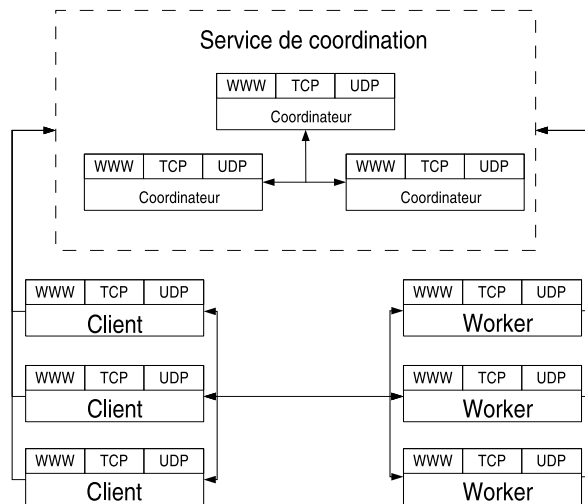 Service de coordination
WWW TCP UDP
Coordinateur
WWW TCP UDP WWW TCP UDP
Coordinateur Coordinateur
WWW TCP UDP WWW TCP UDP
Client Worker
WWW TCP UDP WWW TCP UDP
Client Worker
WWW TCP UDP WWW TCP UDP
Client Worker